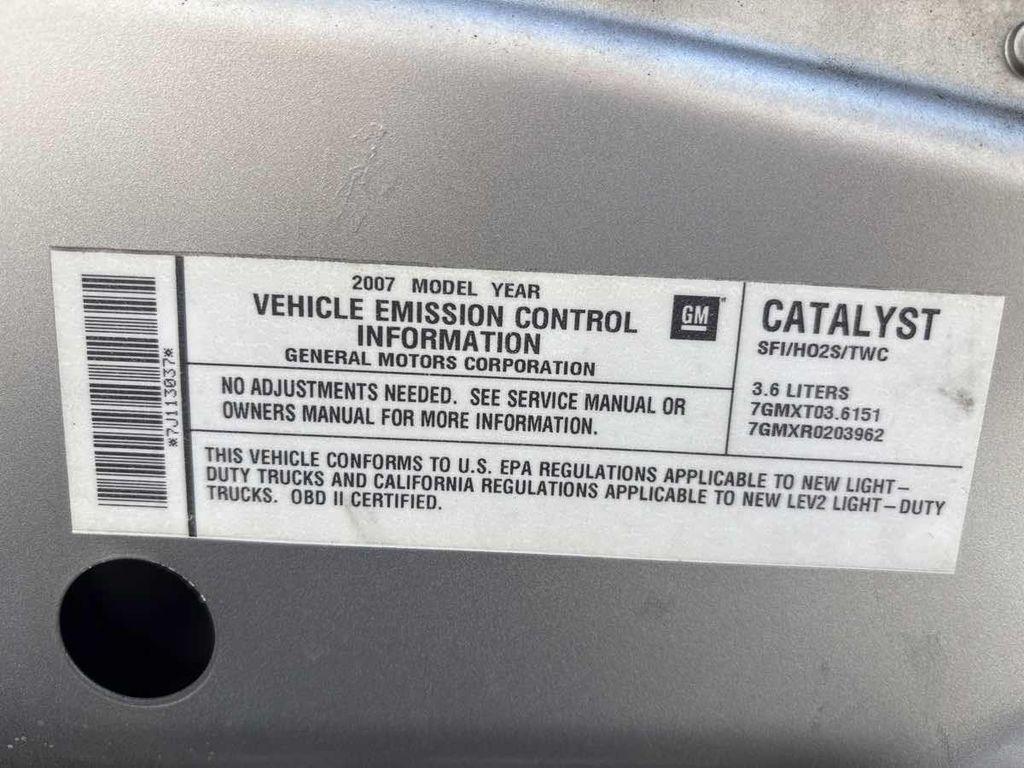 *7J113037*
2007 MODEL YEAR
VEHICLE EMISSION CONTROL
INFORMATION
GENERAL MOTORS CORPORATION
GM
NO ADJUSTMENTS NEEDED. SEE SERVICE MANUAL OR
OWNERS MANUAL FOR MORE INFORMATION.
CATALYST
SFI/HO2S/TWC
3.6 LITERS
7GMXT03.6151
7GMXR0203962
THIS VEHICLE CONFORMS TO U.S. EPA REGULATIONS APPLICABLE TO NEW LIGHT-
DUTY TRUCKS AND CALIFORNIA REGULATIONS APPLICABLE TO NEW LEV2 LIGHT-DUTY
TRUCKS. OBD II CERTIFIED.